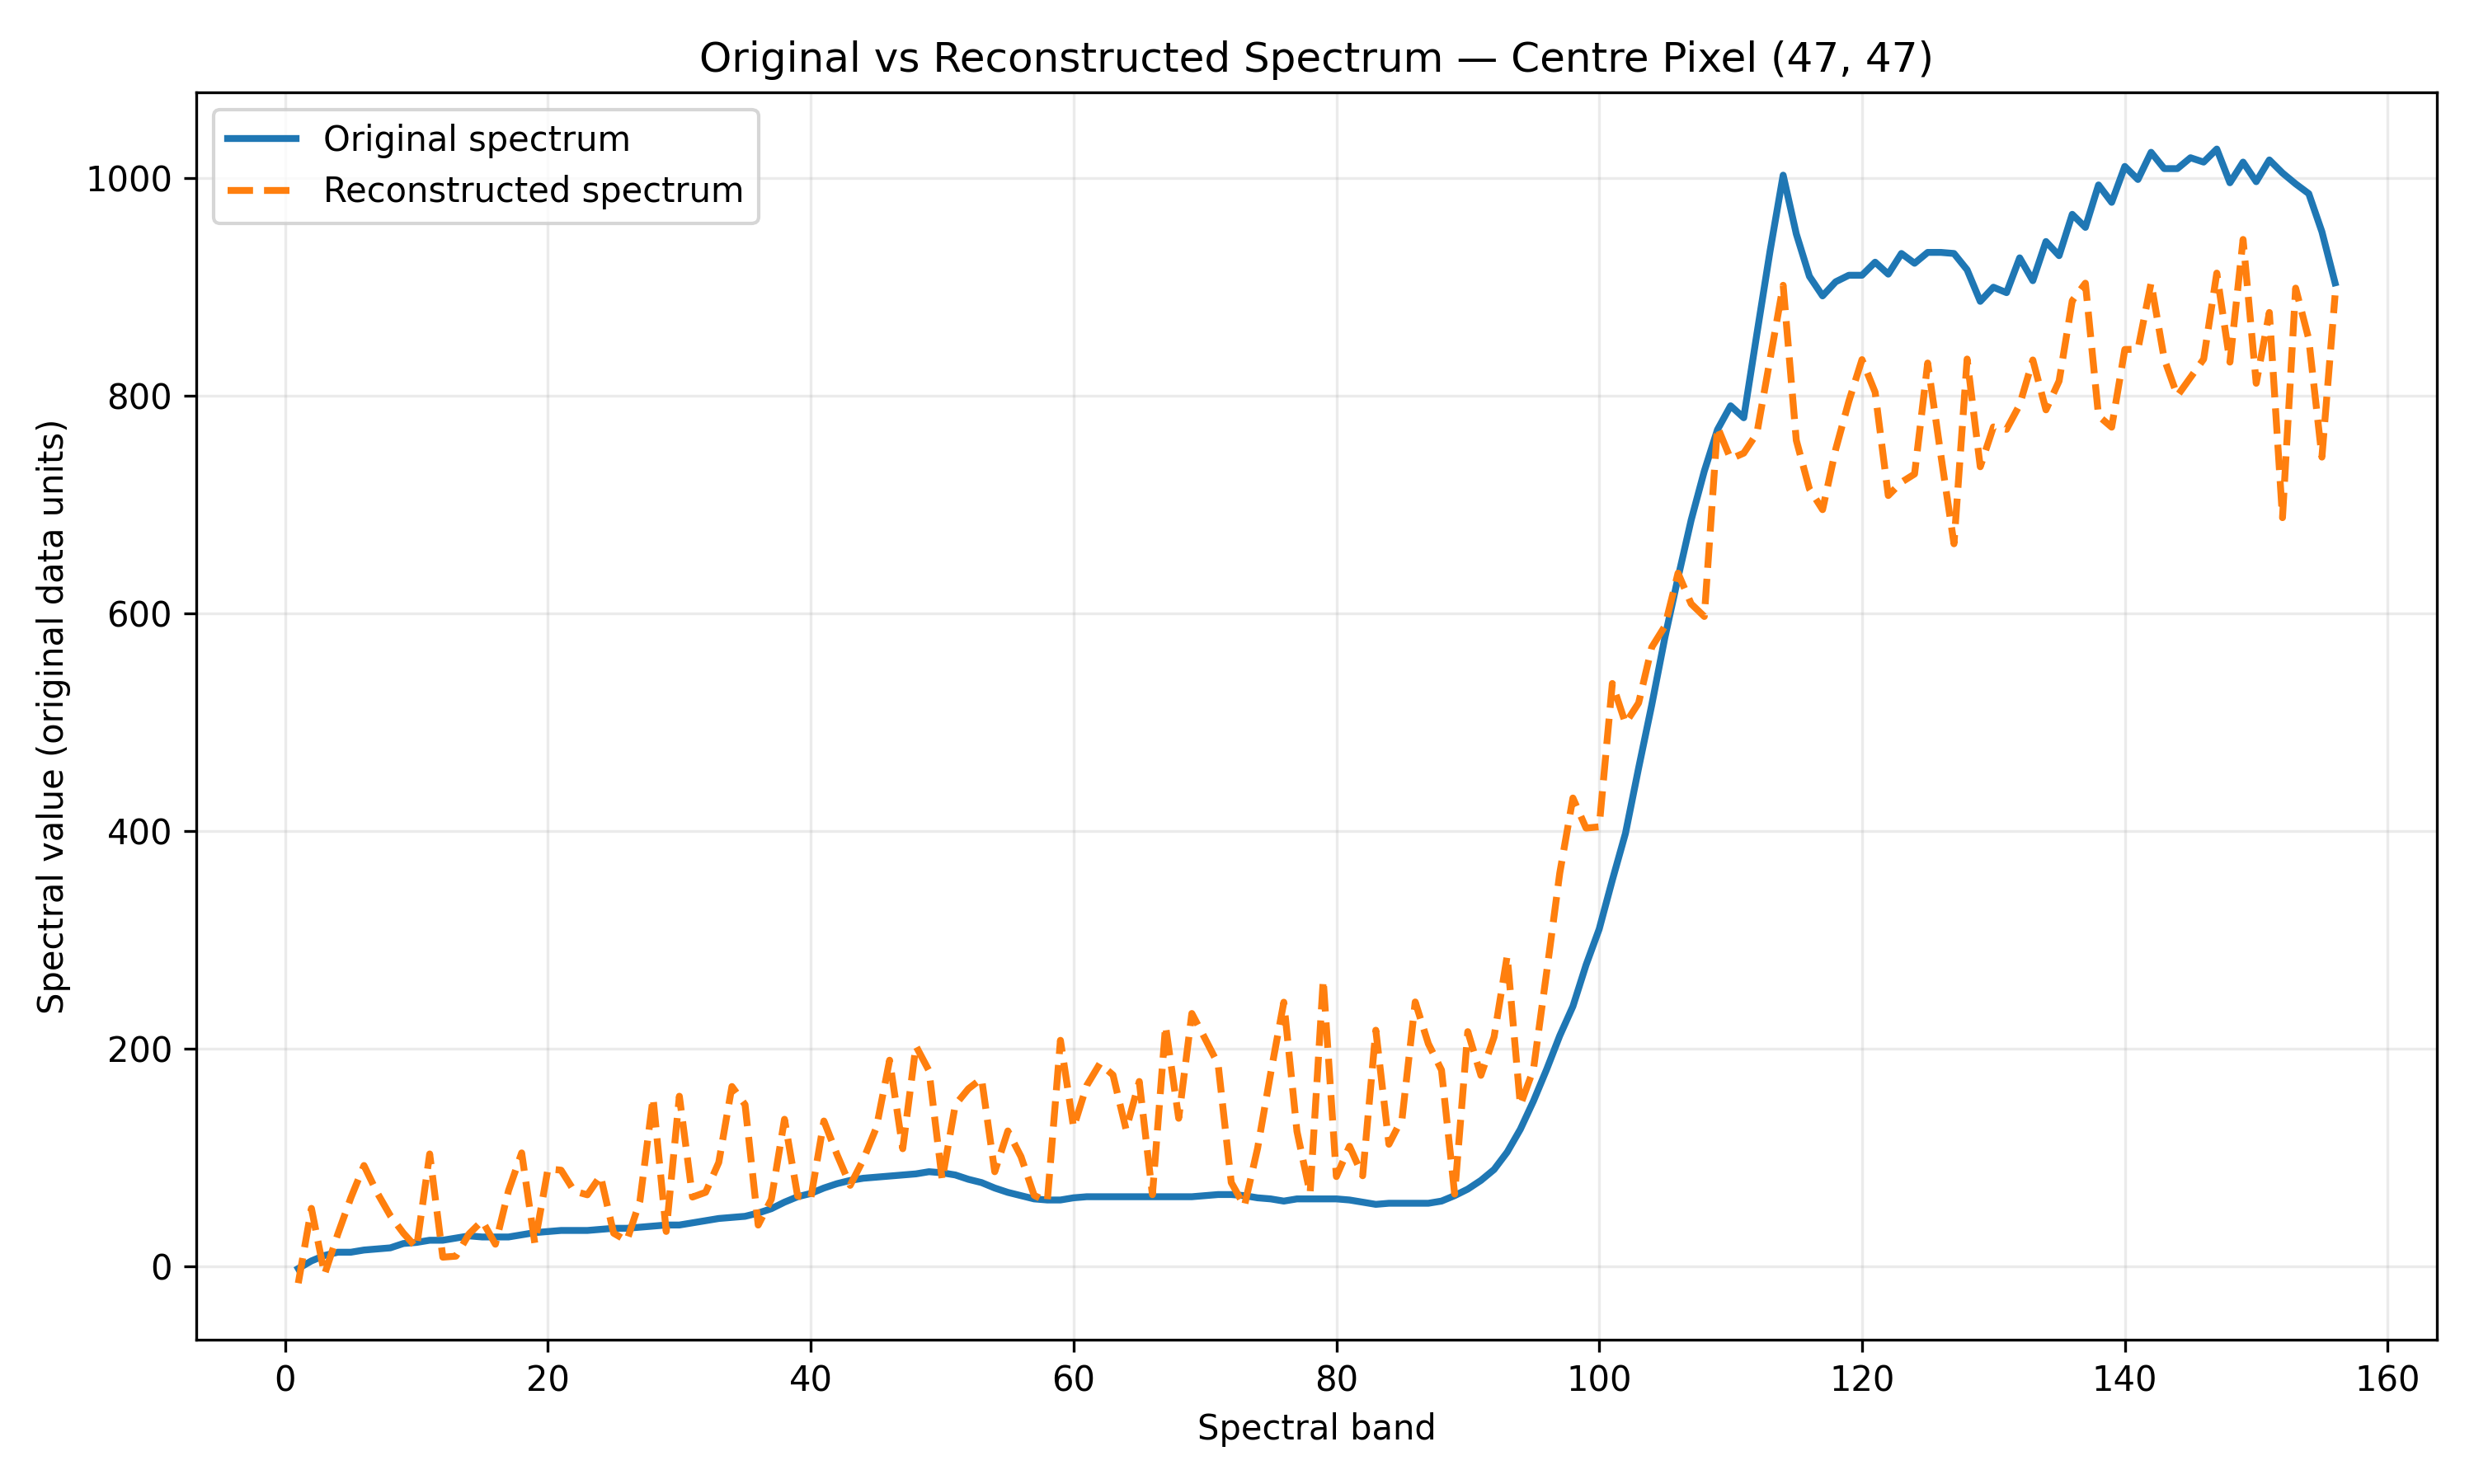 Original vs Reconstructed Spectrum — Centre Pixel (47, 47)
Original spectrum
Reconstructed spectrum
Spectral value (original data units)
1000
800
600
400
200
0
0 20 40 60 80 100 120 140 160
Spectral band